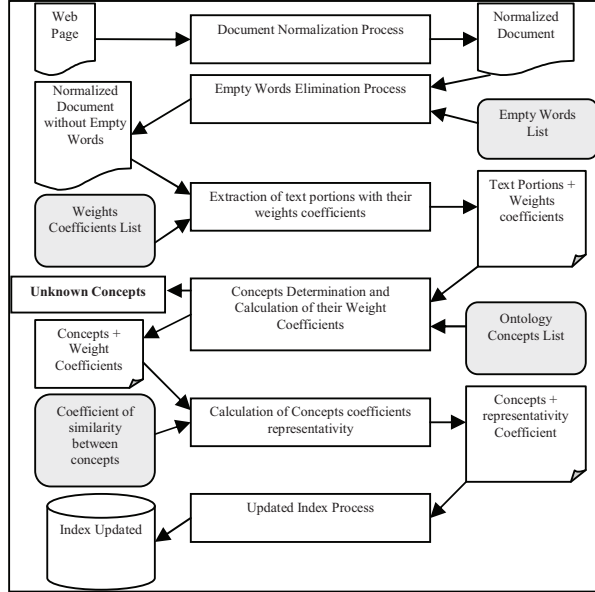 Web
Page
Document Normalization Process
Normalized
Document
Empty Words Elimination Process
Normalized
Document
without Empty
Words
Empty Words
List
Extraction of text portions with their
weights coefficients
Text Portions +
Weights
coefficients
Weights
Coefficients List
Unknown Concepts
Concepts Determination and
Calculation of their Weight
Coefficients
Ontology
Concepts List
Concepts +
Weight
Coefficients
Coefficient of
similarity
between
concepts
Calculation of Concepts coefficients
representativity
Concepts +
representativity
Coefficient
Updated Index Process
Index Updated